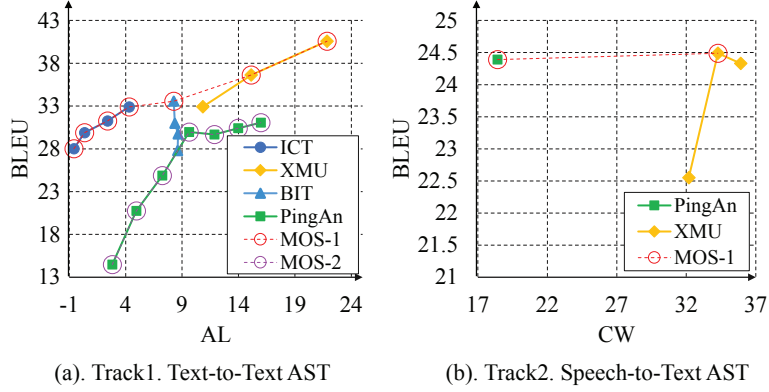 43
38
33
28
23
18
13
BLEU
-1 4 9 14 19 24
AL
ICT
XMU
BIT
PingAn
MOS-1
MOS-2
(a). Track1. Text-to-Text AST
25
24.5
24
23.5
23
22.5
22
21.5
21
BLEU
17 22 27 32 37
CW
PingAn
XMU
MOS-1
(b). Track2. Speech-to-Text AST